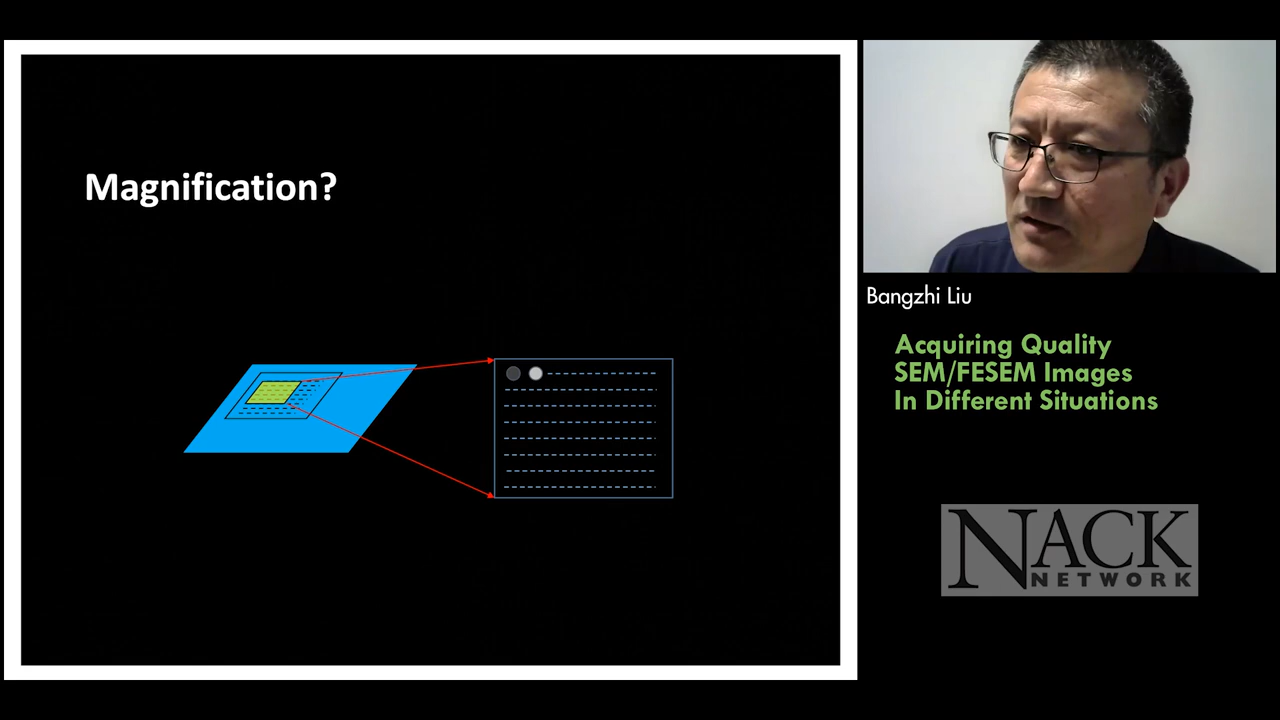 Magnification?
Bangzhi Liu
Acquiring Quality
SEM/FESEM Images
In Different Situations
NACK
NETWORK